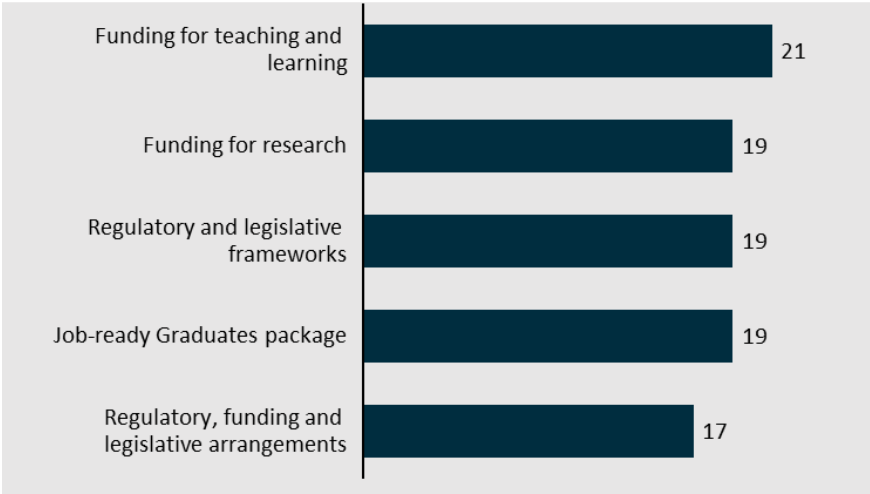 Funding for teaching and
learning
21
Funding for research
19
Regulatory and legislative
frameworks
19
Job-ready Graduates package
19
Regulatory, funding and
legislative arrangements
17